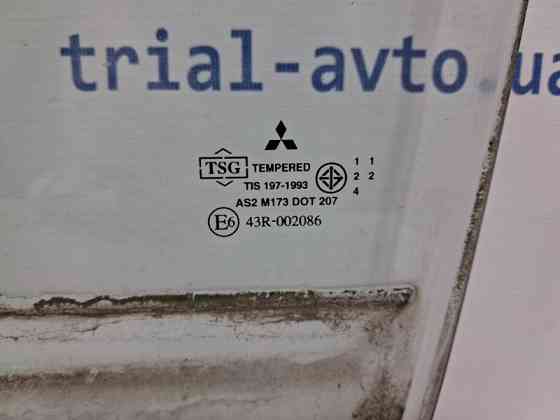 trial-avto.ua
TSG TEMPERED
TIS 197-1993
AS2 M173 DOT 207
E6 43R-002086
1 1
2 2
4